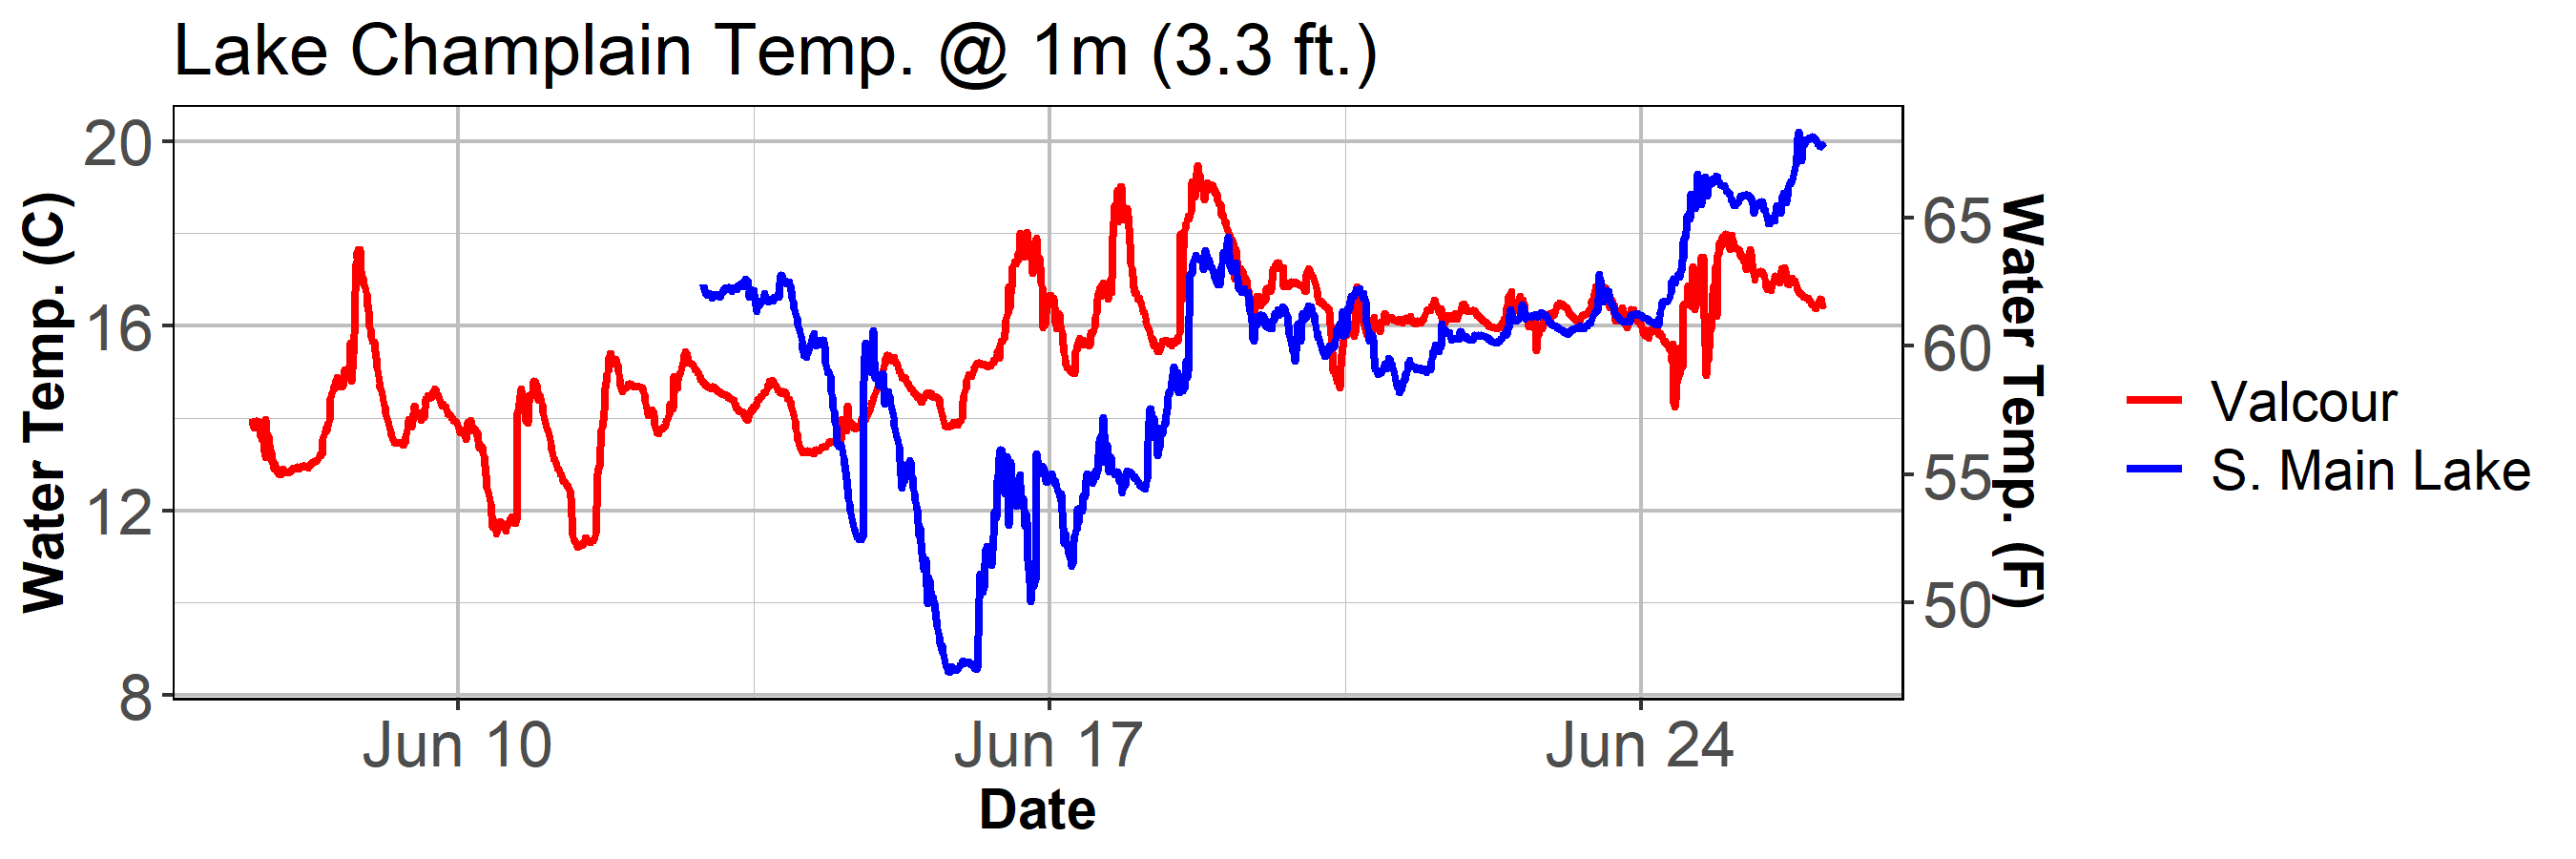 Lake Champlain Temp. @ 1m (3.3 ft.)
Water Temp. (C)
20
16
12
8
65
60
55
50
Water Temp. (F)
Jun 10
Jun 17
Jun 24
Date
Valcour
S. Main Lake